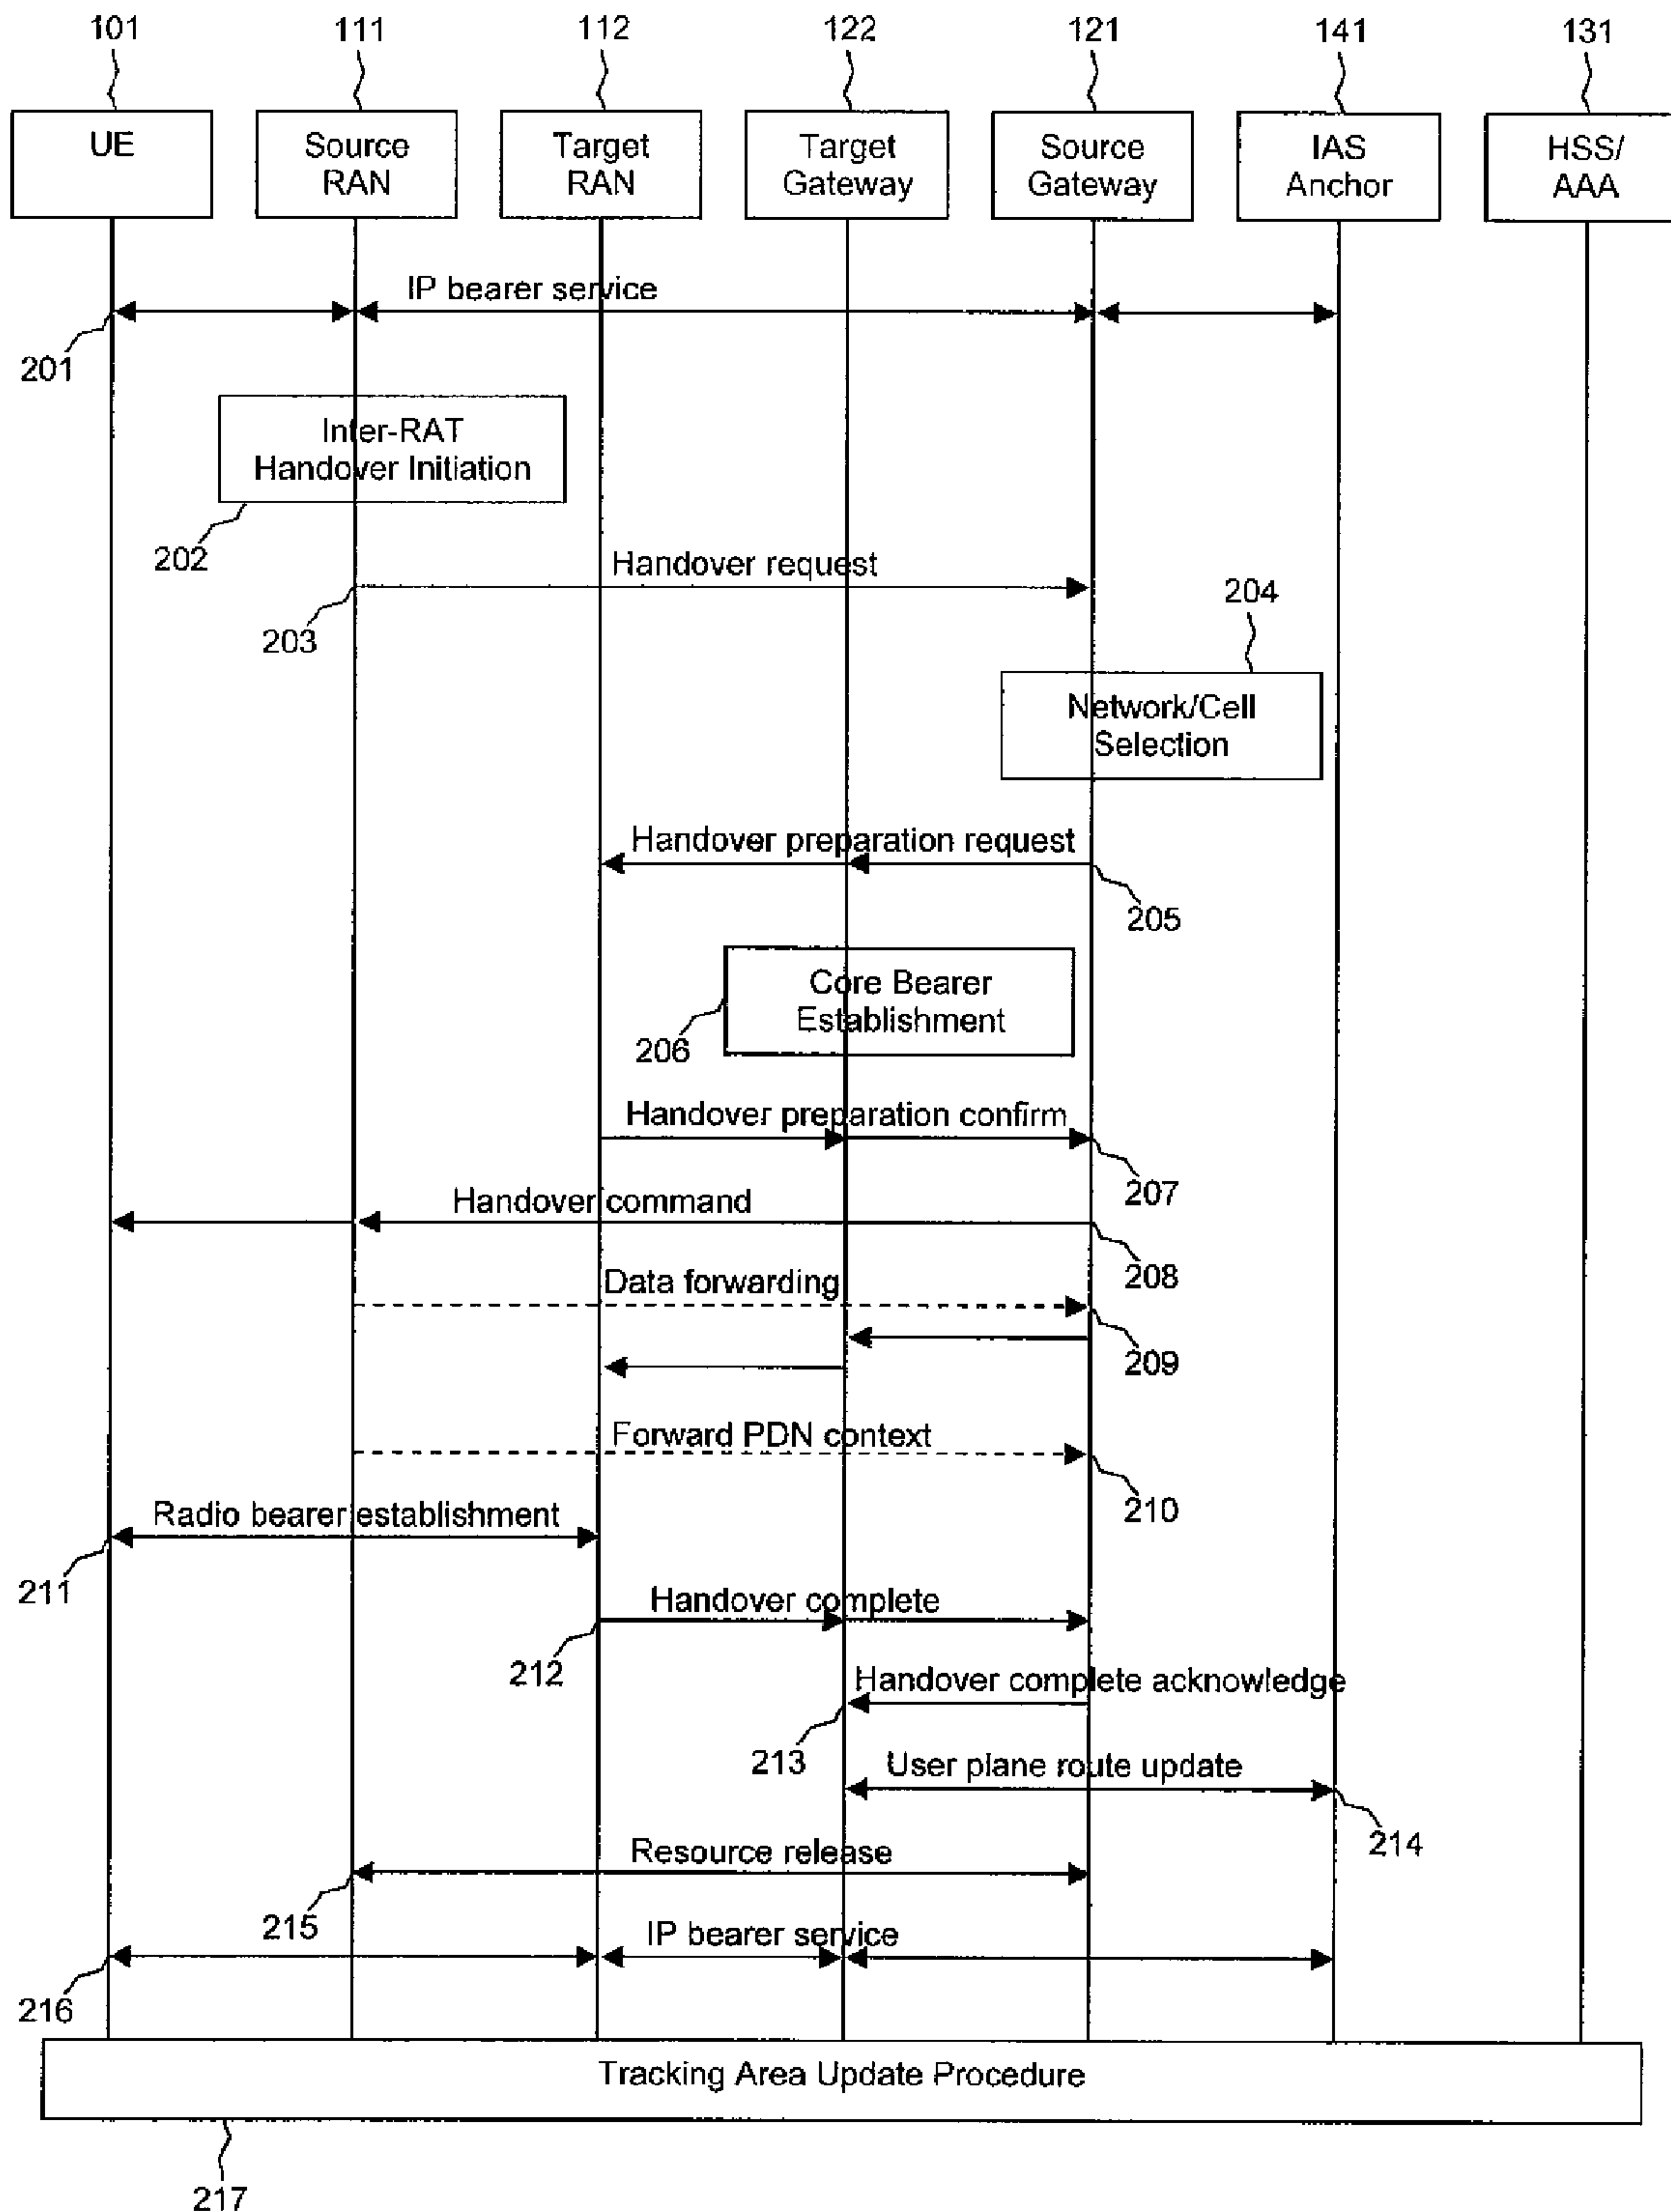 101
111
112
122
121
141
131
UE
Source
RAN
Target
RAN
Target
Gateway
Source
Gateway
IAS
Anchor
HSS/
AAA
IP bearer service
201
Inter-RAT
Handover Initiation
202
Handover request
203
204
Network/Cell
Selection
Handover preparation request
205
Core Bearer
Establishment
206
Handover preparation confirm
207
Handover command
208
Data forwarding
209
Forward PDN context
210
Radio bearer establishment
211
Handover complete
212
Handover complete acknowledge
213
User plane route update
214
Resource release
215
IP bearer service
216
Tracking Area Update Procedure
217